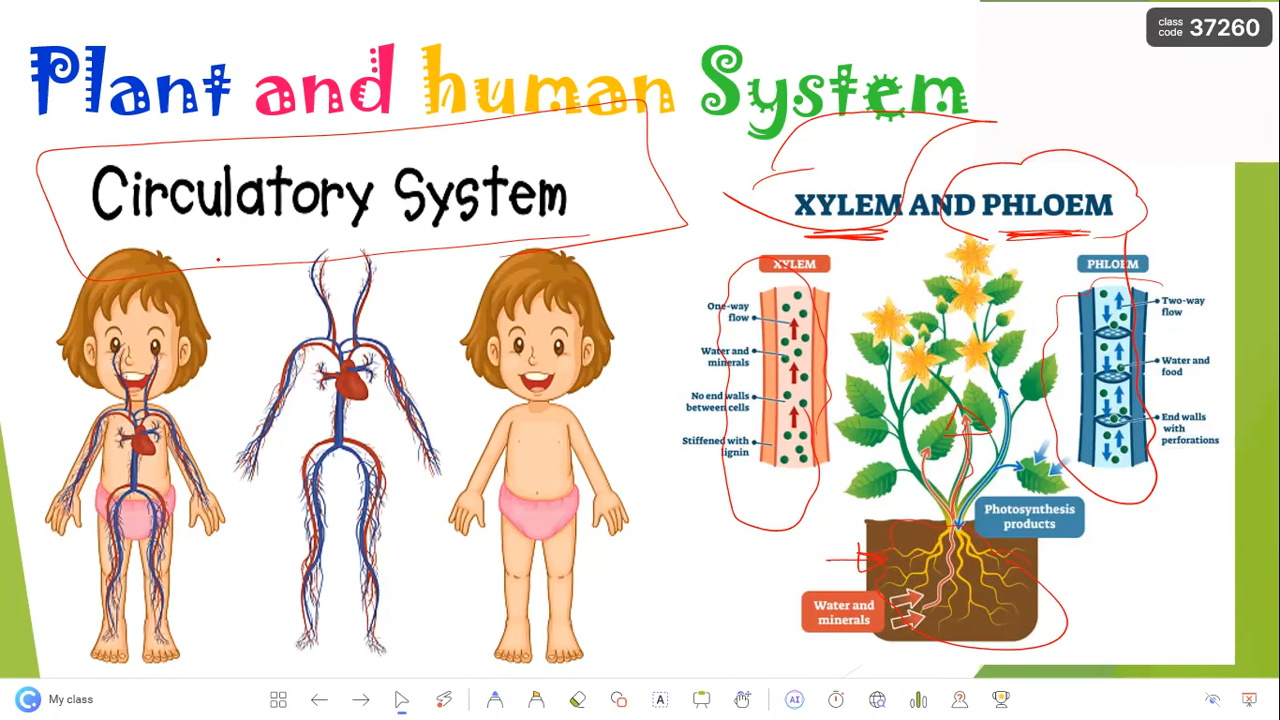 class
code 37260
Plant and human System
Circulatory System
XYLEM AND PHLOEM
XYLEM
One-way
flow
Water and
minerals
No end walls
between cells
Stiffened with
lignin
PHLOEM
Two-way
flow
Water and
food
End walls
with
perforations
Photosynthesis
products
Water and
minerals
My class
A
AI